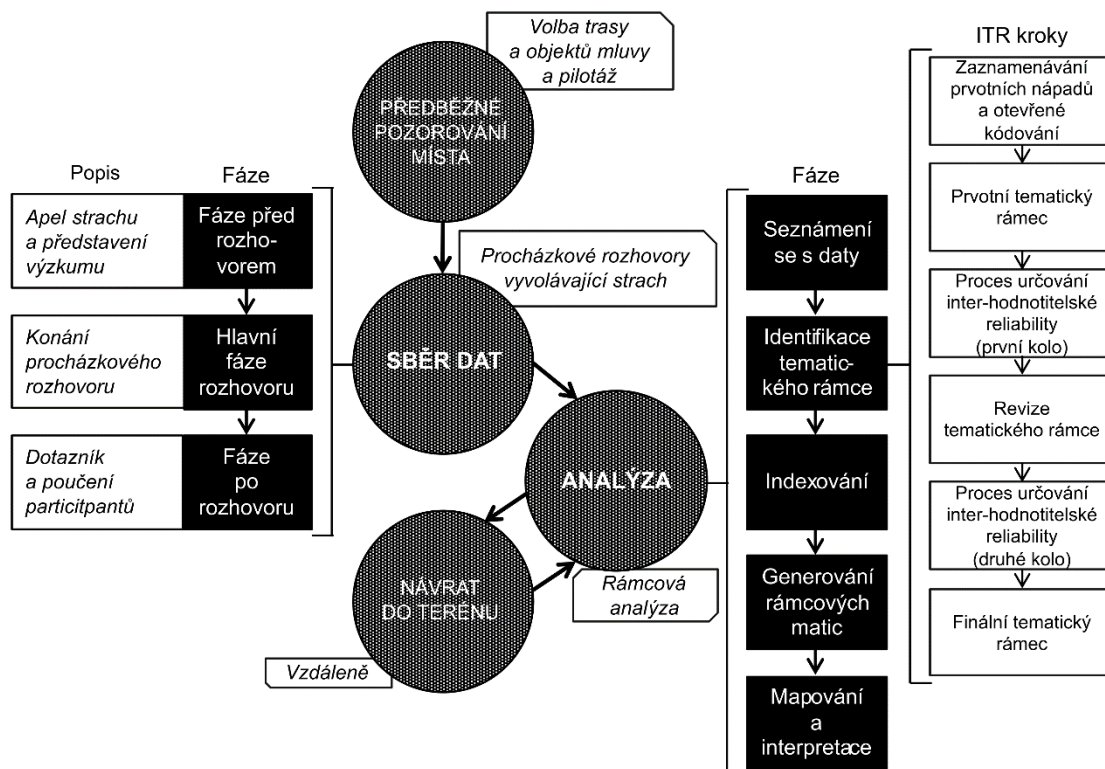 Volba trasy
a objektů mluvy
a pilotáž
PŘEDBĚŽNÉ
POZOROVÁNÍ
MÍSTA
Popis
Fáze
Apel strachu
a představení
výzkumu
Fáze před
rozho-
vorem
Konání
procházkového
rozhovoru
Hlavní
fáze
rozhovoru
Dotazník
a poučení
particitpantů
Fáze
po
rozhovoru
Procházkové rozhovory
vyvolávající strach
SBĚR DAT
ANALÝZA
Rámcová
analýza
NÁVRAT
DO TERÉNU
Vzdáleně
Fáze
Seznámení
se s daty
Identifikace
tematic-
kého rámce
Indexování
Generování
rámcových
matic
Mapování
a
interpretace
ITR kroky
Zaznamenávání
prvotních nápadů
a otevřené
kódování
Prvotní tematický
rámec
Proces určování
inter-hodnotitelské
reliability
(první kolo)
Revize
tematického rámce
Proces určování
inter-hodnotitelské
reliability
(druhé kolo)
Finální tematický
rámec